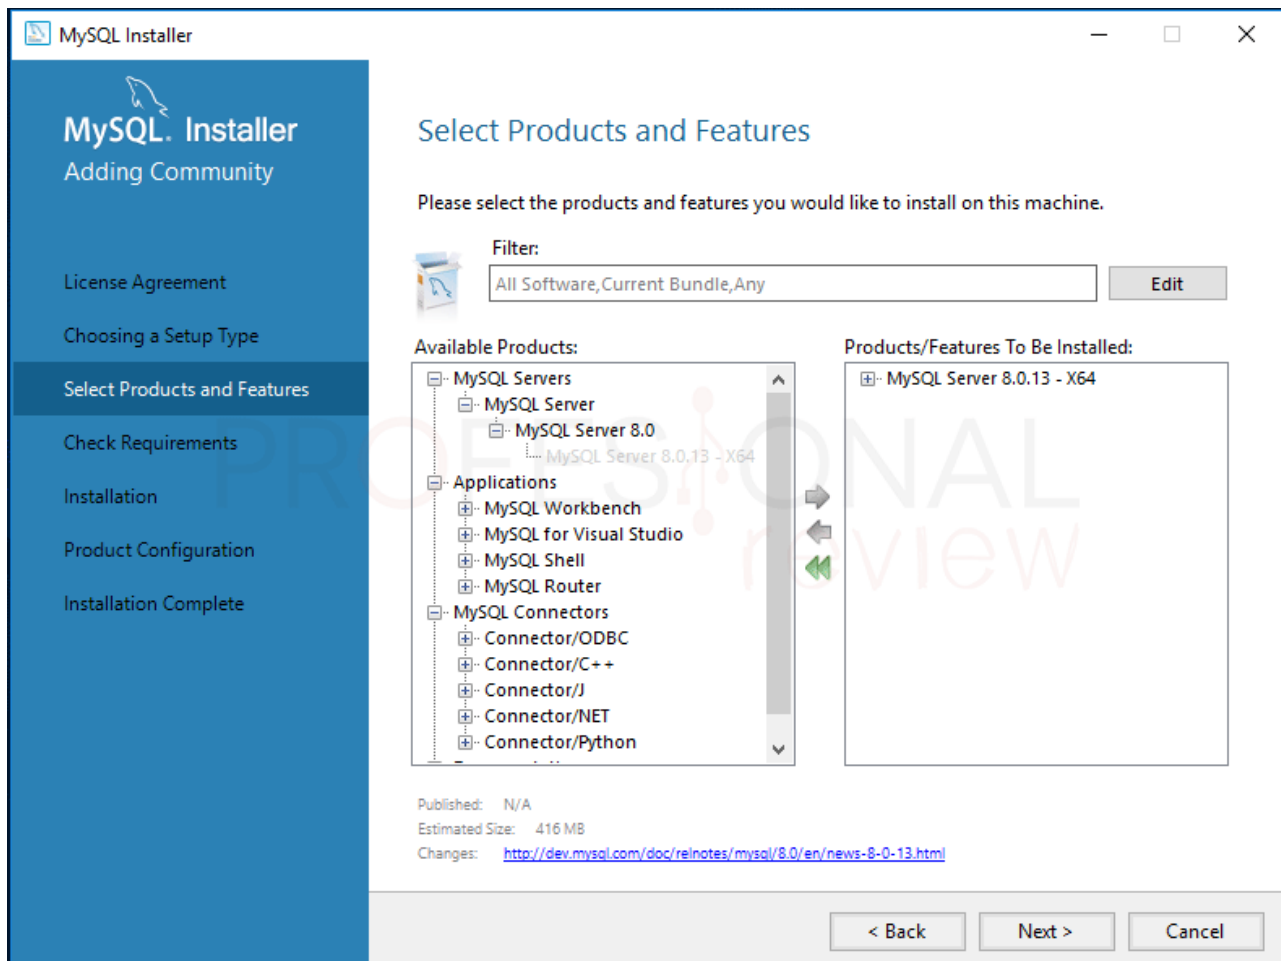 MySQL Installer
MySQL. Installer
Adding Community
License Agreement
Choosing a Setup Type
Select Products and Features
Check Requirements
Installation
Product Configuration
Installation Complete
Select Products and Features
Please select the products and features you would like to install on this machine.
Filter:
All Software,Current Bundle,Any
Edit
Available Products:
MySQL Servers
MySQL Server
MySQL Server 8.0
MySQL Server 8.0.13 - X64
Applications
MySQL Workbench
MySQL for Visual Studio
MySQL Shell
MySQL Router
MySQL Connectors
Connector/ODBC
Connector/C++
Connector/J
Connector/NET
Connector/Python
Products/Features To Be Installed:
MySQL Server 8.0.13 - X64
PROFESIONAL
review
Published: N/A
Estimated Size: 416 MB
Changes: http://dev.mysql.com/doc/relnotes/mysql/8.0/en/news-8-0-13.html
< Back
Next >
Cancel